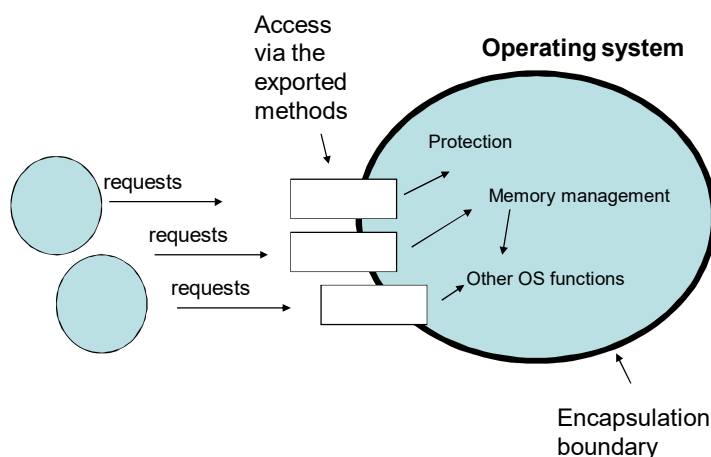 Access
via the
exported
methods
Operating system
Protection
requests
Memory management
requests
Other OS functions
requests
Encapsulation
boundary